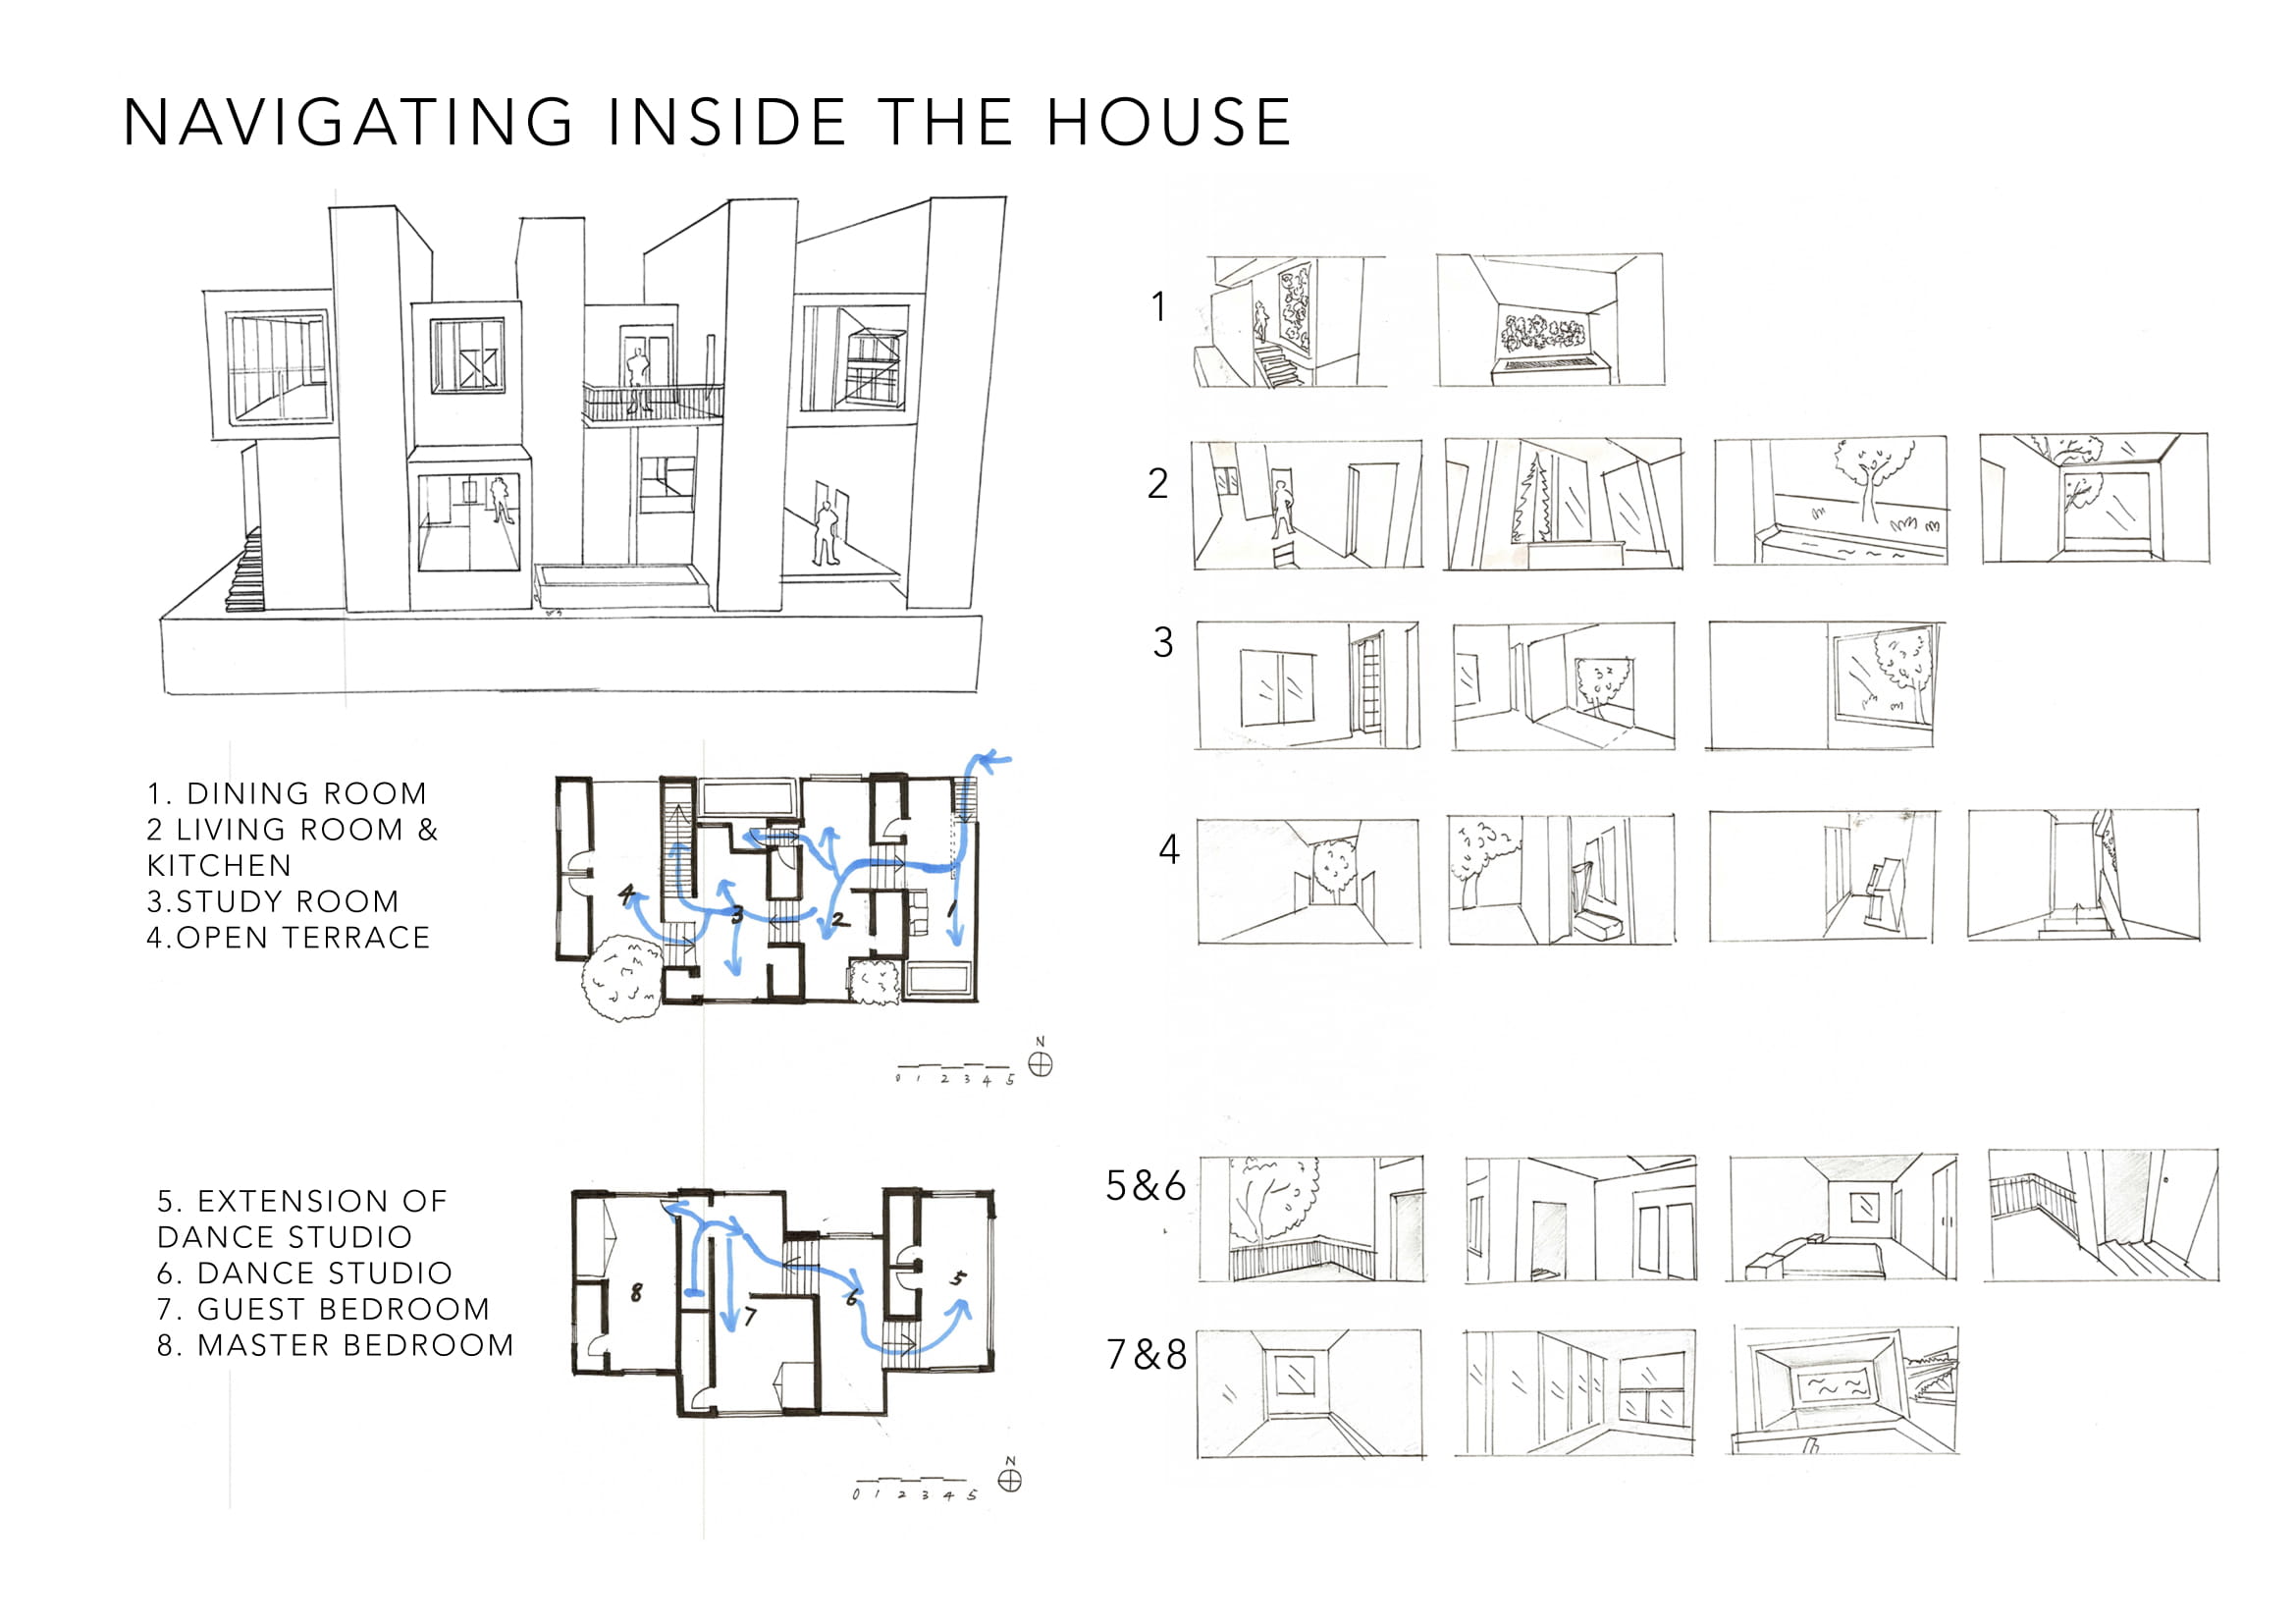 NAVIGATING INSIDE THE HOUSE
1
2
3
4
1. DINING ROOM
2 LIVING ROOM &
KITCHEN
3.STUDY ROOM
4.OPEN TERRACE
4
3
2
1
N
0 1 2 3 4 5
5&6
7&8
5. EXTENSION OF
DANCE STUDIO
6. DANCE STUDIO
7. GUEST BEDROOM
8. MASTER BEDROOM
8
7
6
5
N
0 1 2 3 4 5